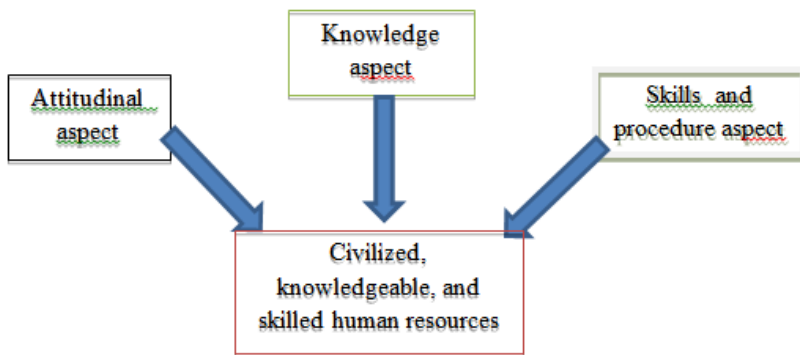 Knowledge
aspect
Attitudinal
aspect
Skills and
procedure aspect
Civilized,
knowledgeable, and
skilled human resources